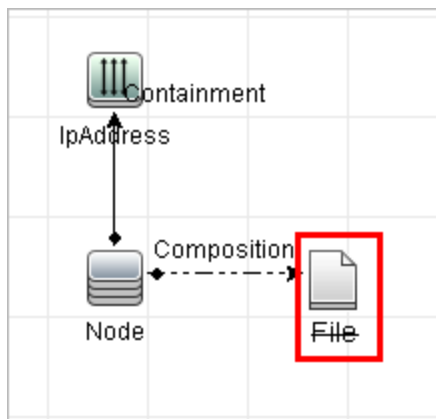 Containment
IpAddress
Composition
Node
File